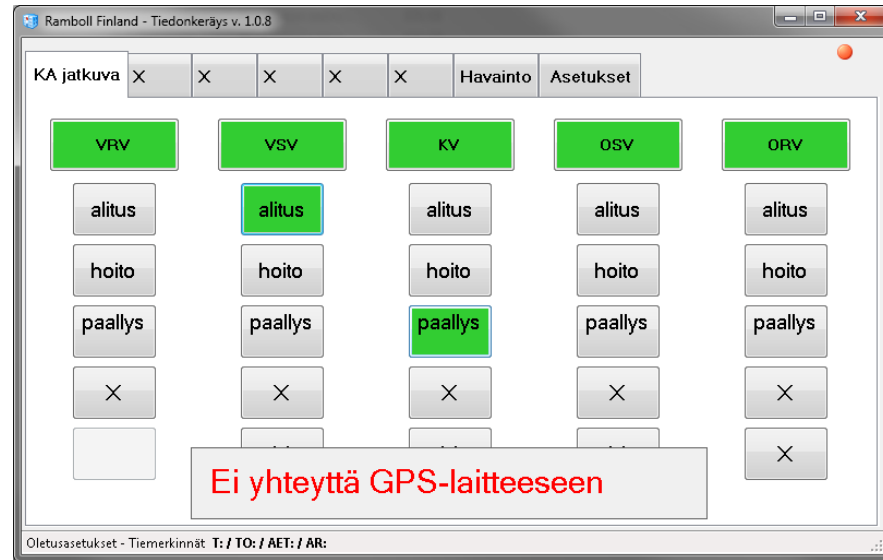 Ramboll Finland - Tiedonkeräys v. 1.0.8
KA jatkuva X X X X X Havainto Asetukset
VRV VSV KV OSV ORV
alitus alitus alitus alitus alitus
hoito hoito hoito hoito hoito
paallys paallys paallys paallys paallys
X X X X X
X
Ei yhteyttä GPS-laitteeseen
Oletusasetukset - Tiemerkinnät T: / TO: / AET: / AR: